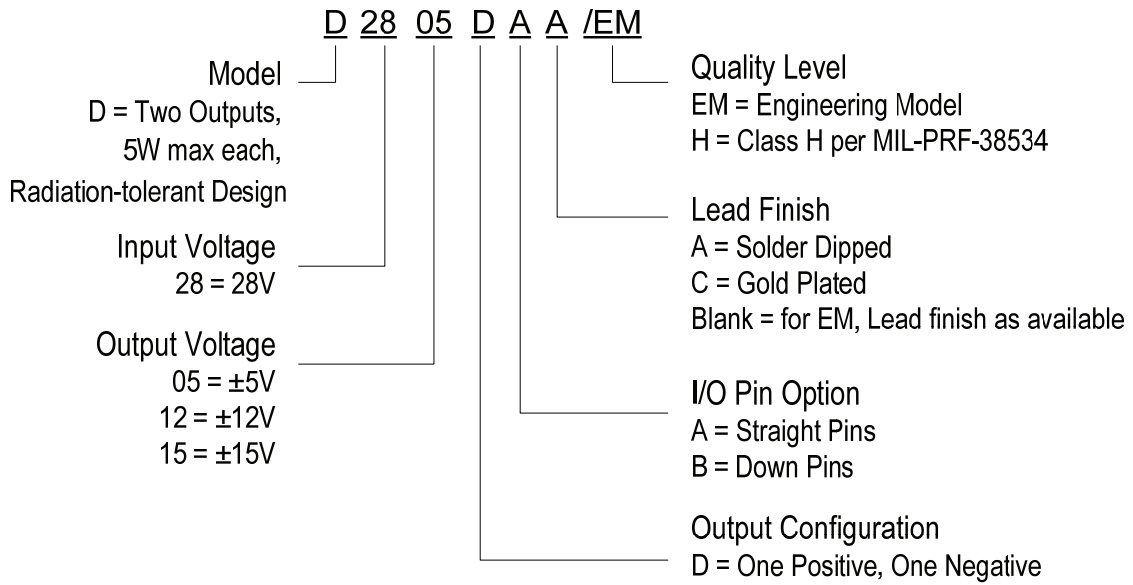 D 28 05 D A A /EM
Model
D = Two Outputs,
5W max each,
Radiation-tolerant Design
Input Voltage
28 = 28V
Output Voltage
05 = ±5V
12 = ±12V
15 = ±15V
Quality Level
EM = Engineering Model
H = Class H per MIL-PRF-38534
Lead Finish
A = Solder Dipped
C = Gold Plated
Blank = for EM, Lead finish as available
I/O Pin Option
A = Straight Pins
B = Down Pins
Output Configuration
D = One Positive, One Negative